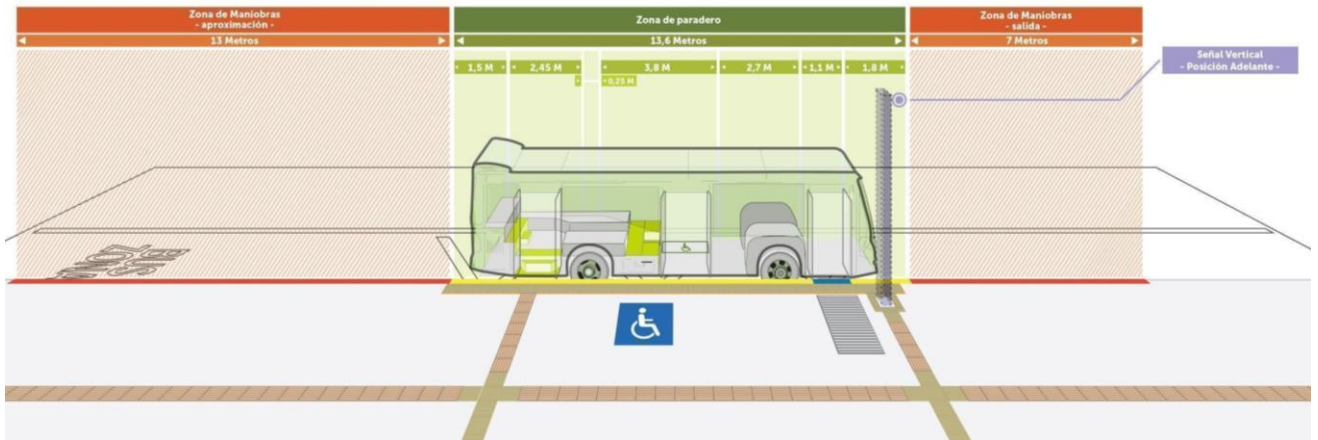 Zona de Maniobras
- aproximación -
13 Metros
Zona de paradero
13,6 Metros
Zona de Maniobras
- salida -
7 Metros
1,5 M
2,45 M
3,8 M
2,7 M
1,1 M
1,8 M
0,25 M
Señal Vertical
- Posición Adelante -